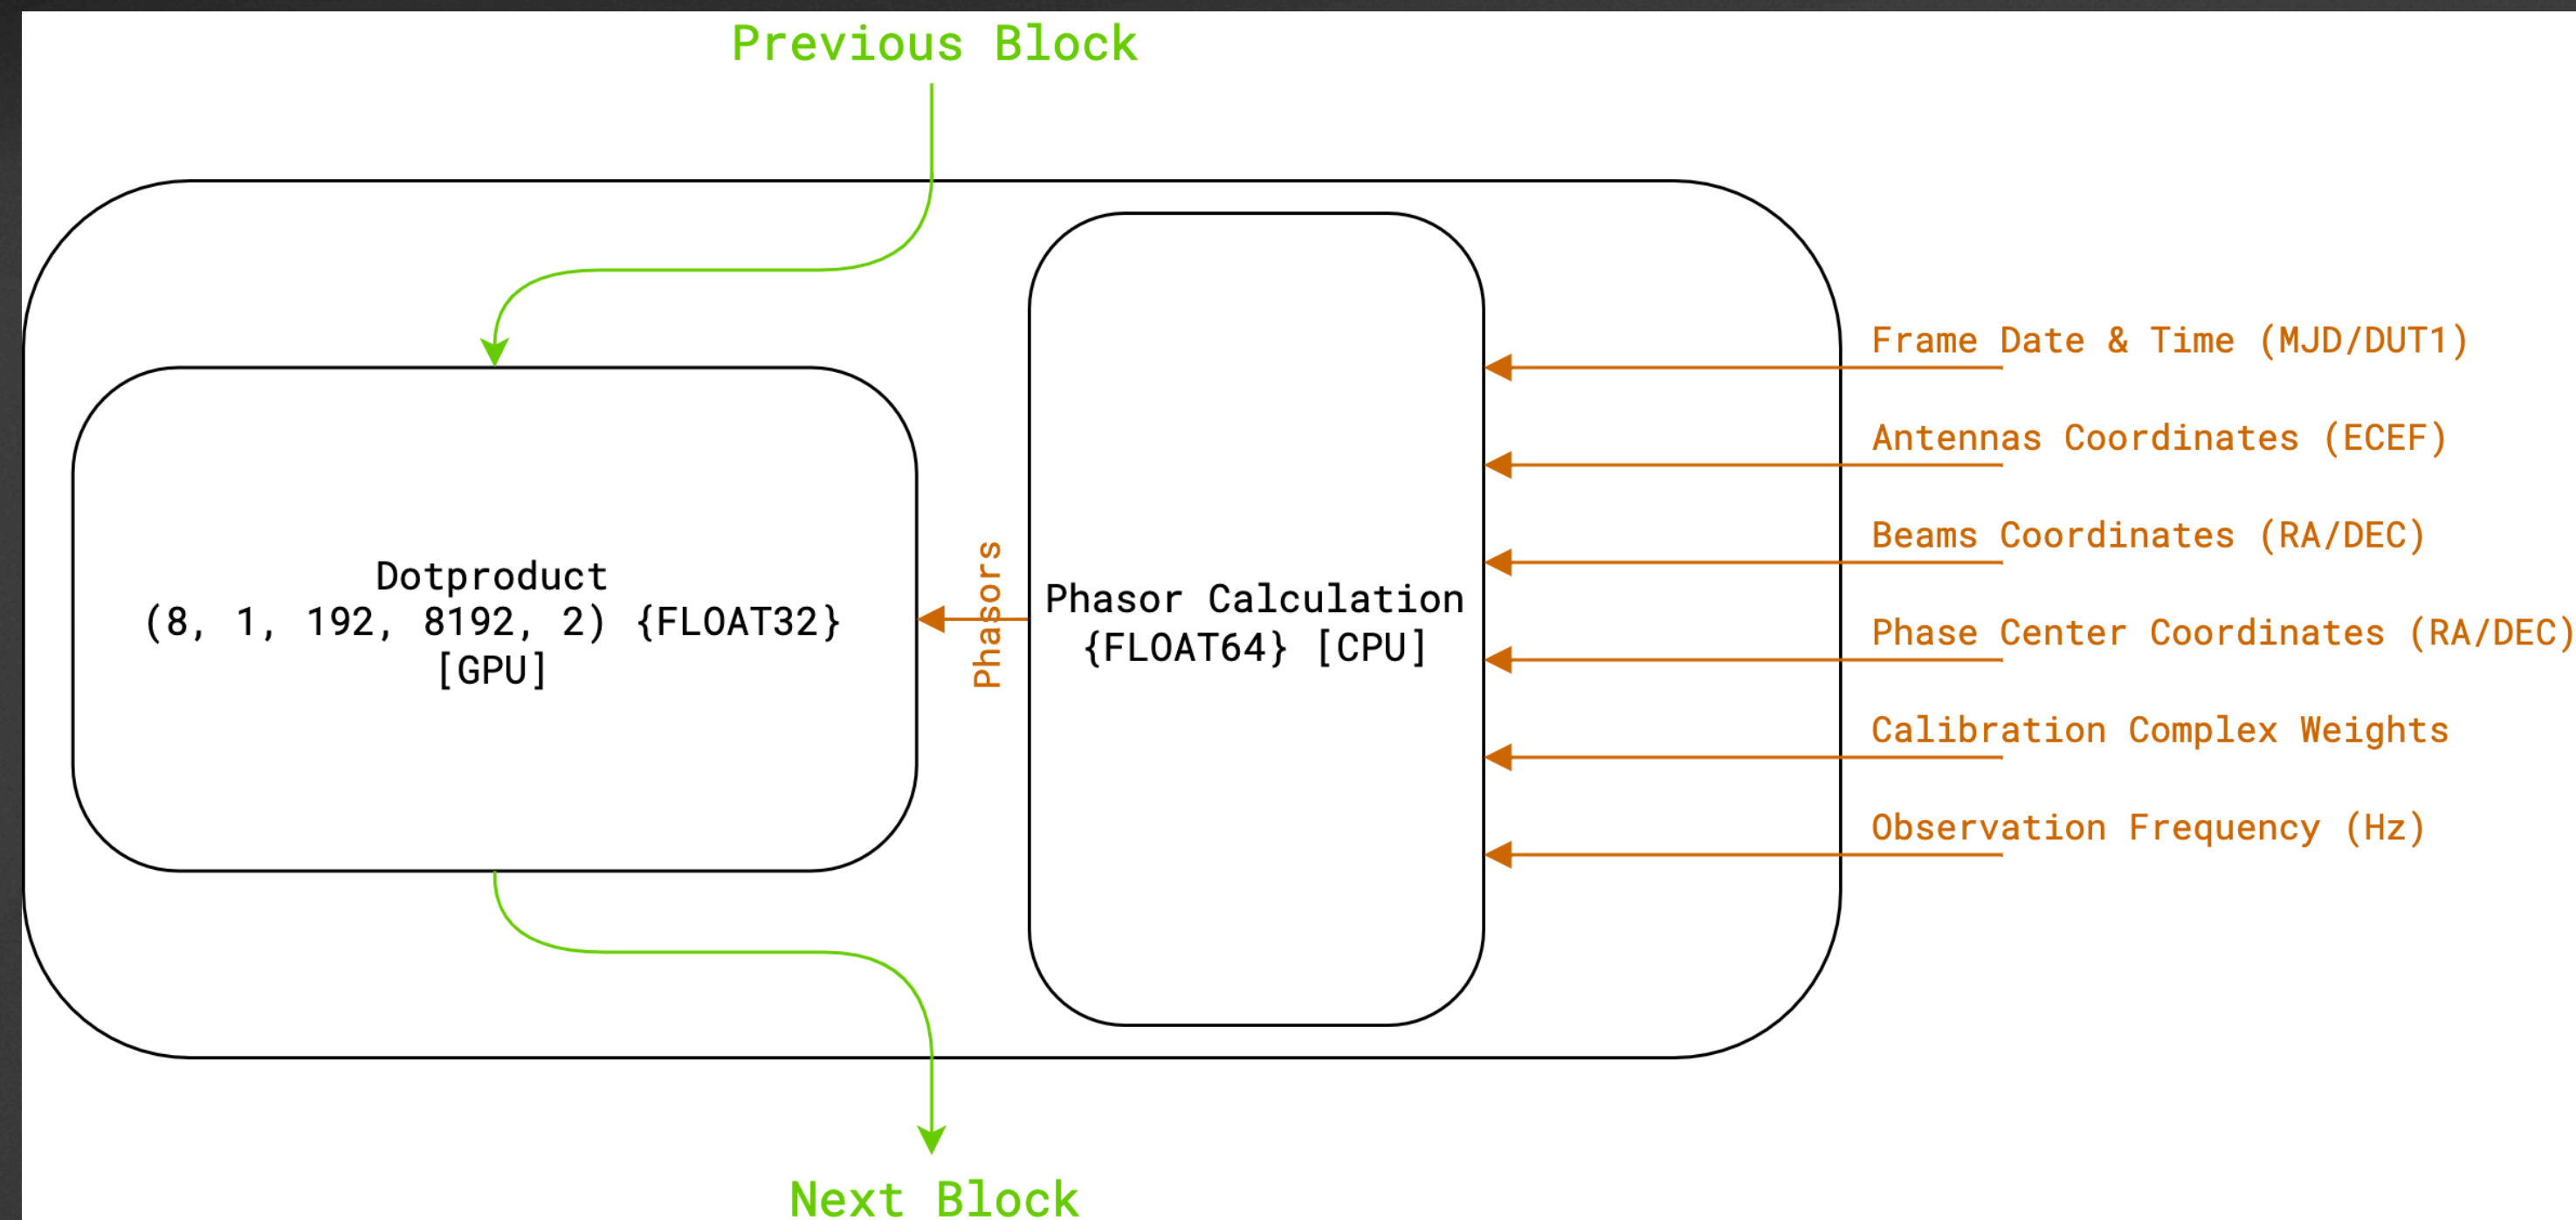 Previous Block
Frame Date & Time (MJD/DUT1)
Antennas Coordinates (ECEF)
Beams Coordinates (RA/DEC)
Phase Center Coordinates (RA/DEC)
Calibration Complex Weights
Observation Frequency (Hz)
Phasor Calculation
{FLOAT64} [CPU]
Phasors
Dotproduct
(8, 1, 192, 8192, 2) {FLOAT32}
[GPU]
Next Block